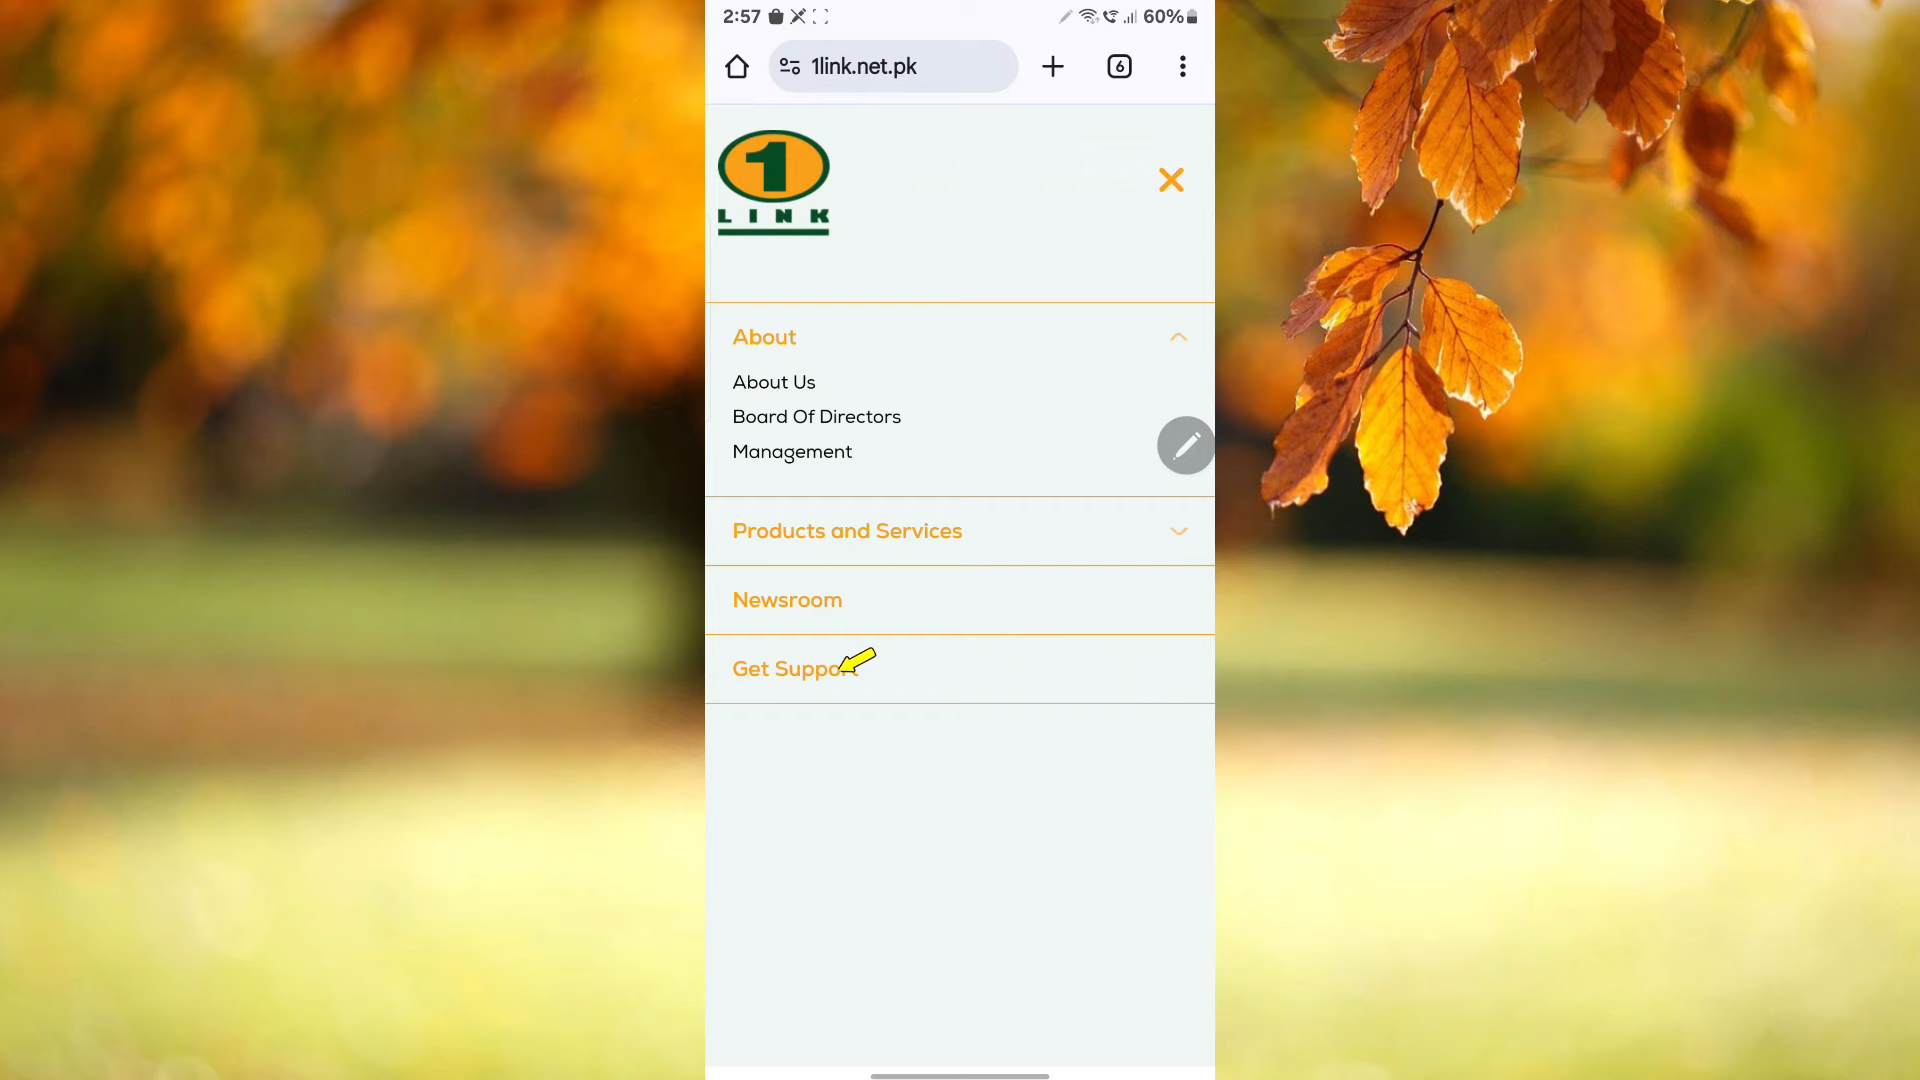 2:57
60%
1link.net.pk
6
1
LINK
About
About Us
Board Of Directors
Management
Products and Services
Newsroom
Get Support